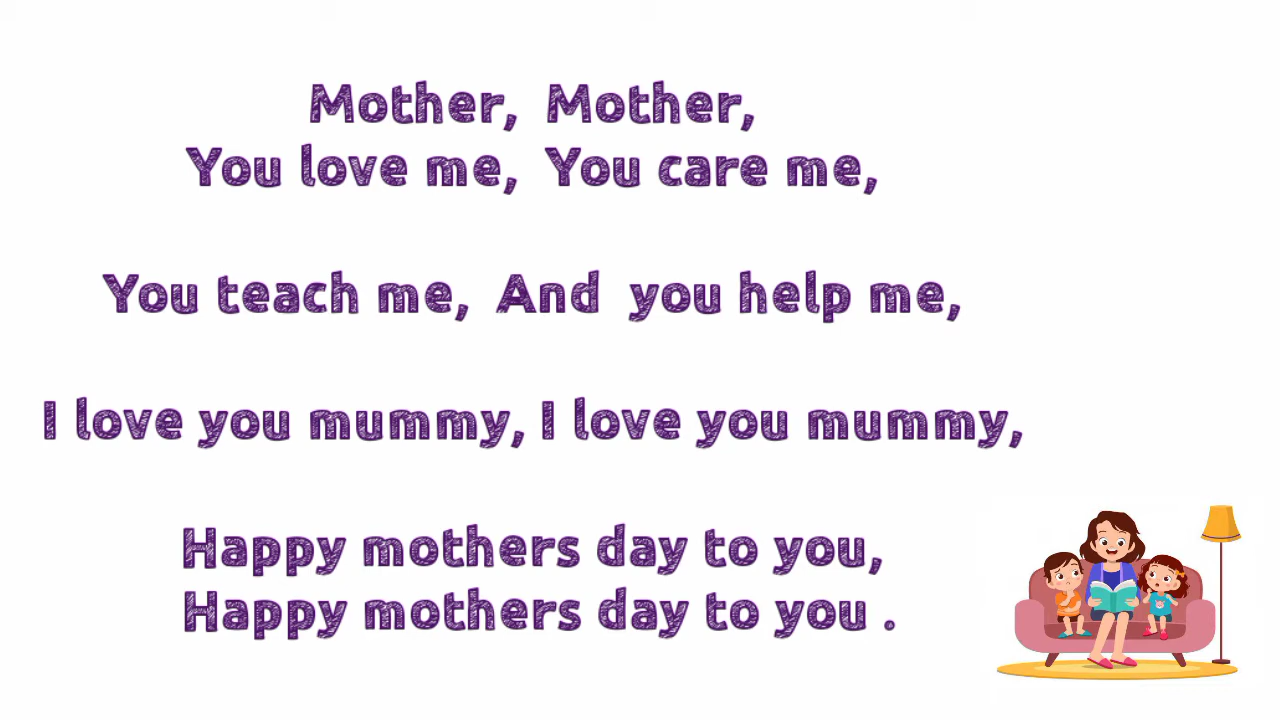 Mother, Mother,
You love me, You care me,
You teach me, And you help me,
I love you mummy, I love you mummy,
Happy mothers day to you,
Happy mothers day to you .